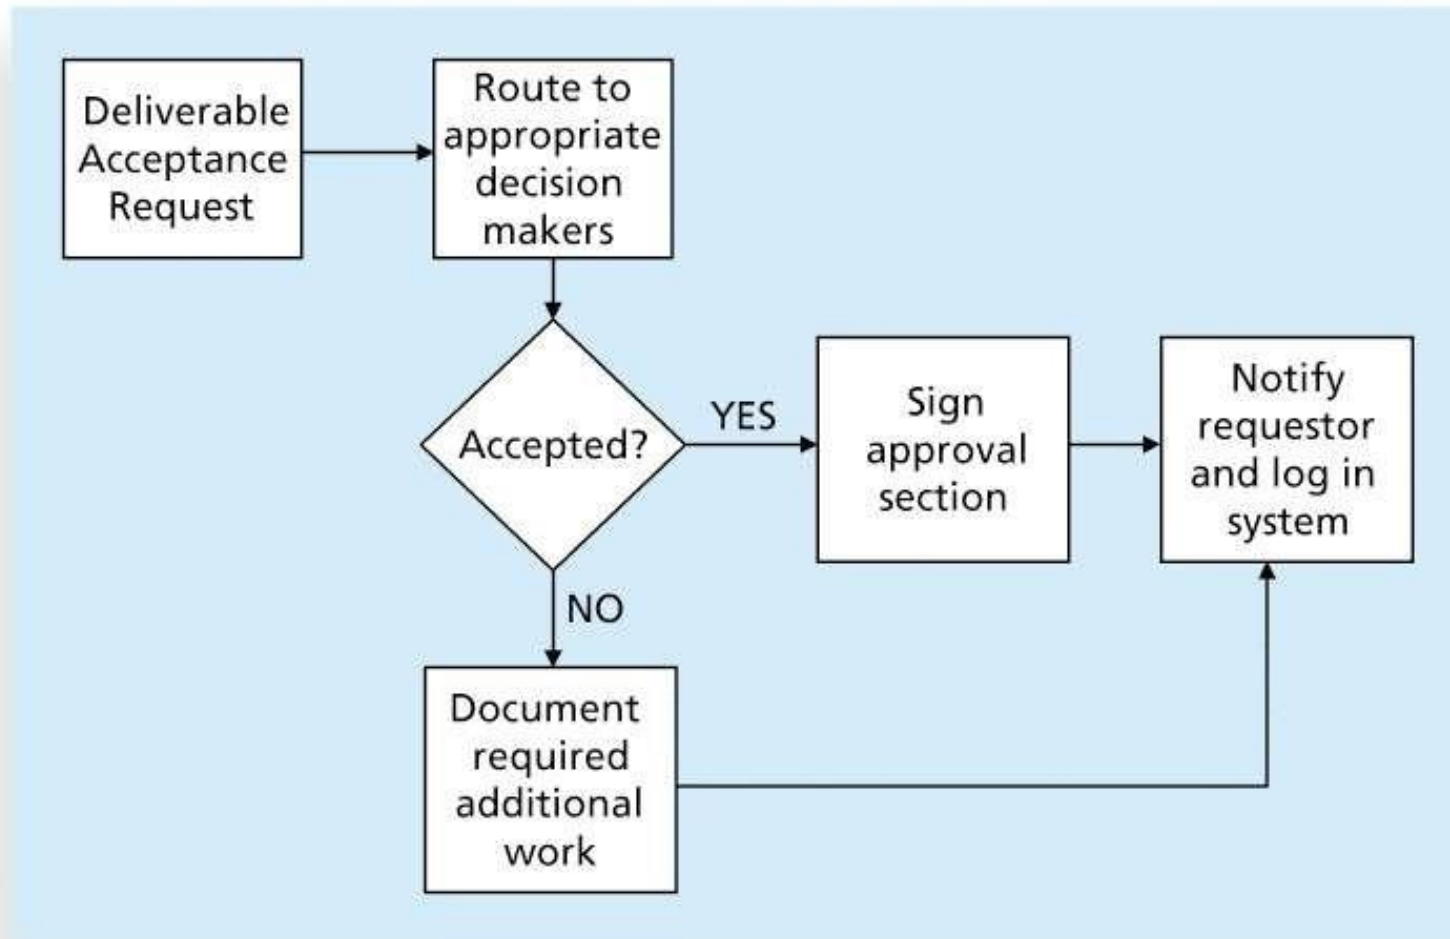 Deliverable
Acceptance
Request
Route to
appropriate
decision
makers
Accepted?
YES
Sign
approval
section
Notify
requestor
and log in
system
NO
Document
required
additional
work